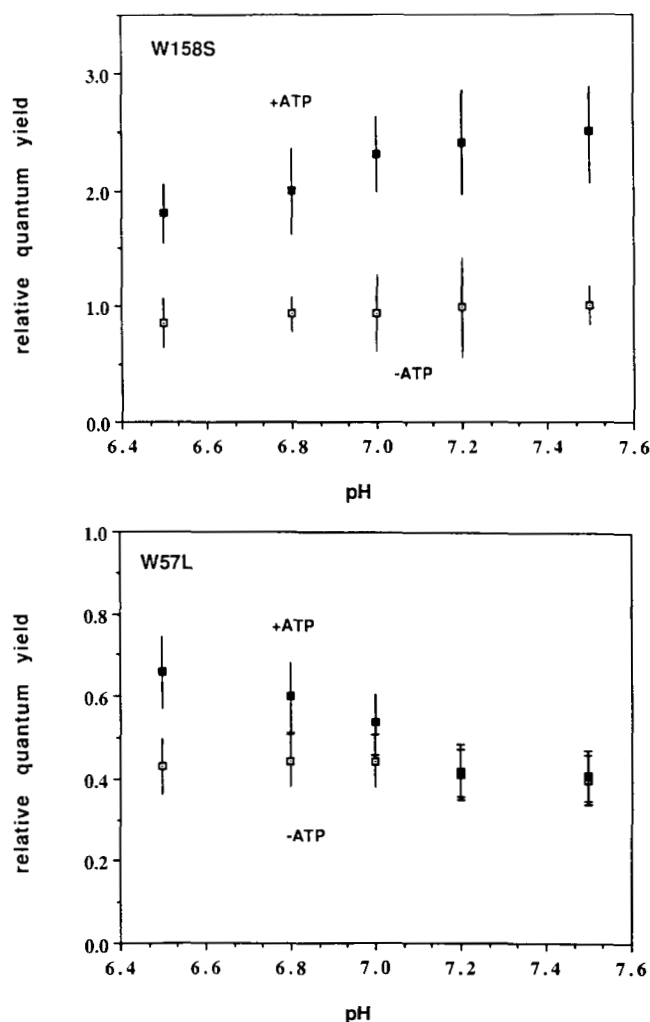 W158S
+ATP
-ATP
3.0
2.0
1.0
0.0
6.4 6.6 6.8 7.0 7.2 7.4 7.6
pH
relative quantum yield
W57L
+ATP
-ATP
1.0
0.8
0.6
0.4
0.2
0.0
6.4 6.6 6.8 7.0 7.2 7.4 7.6
pH
relative quantum yield